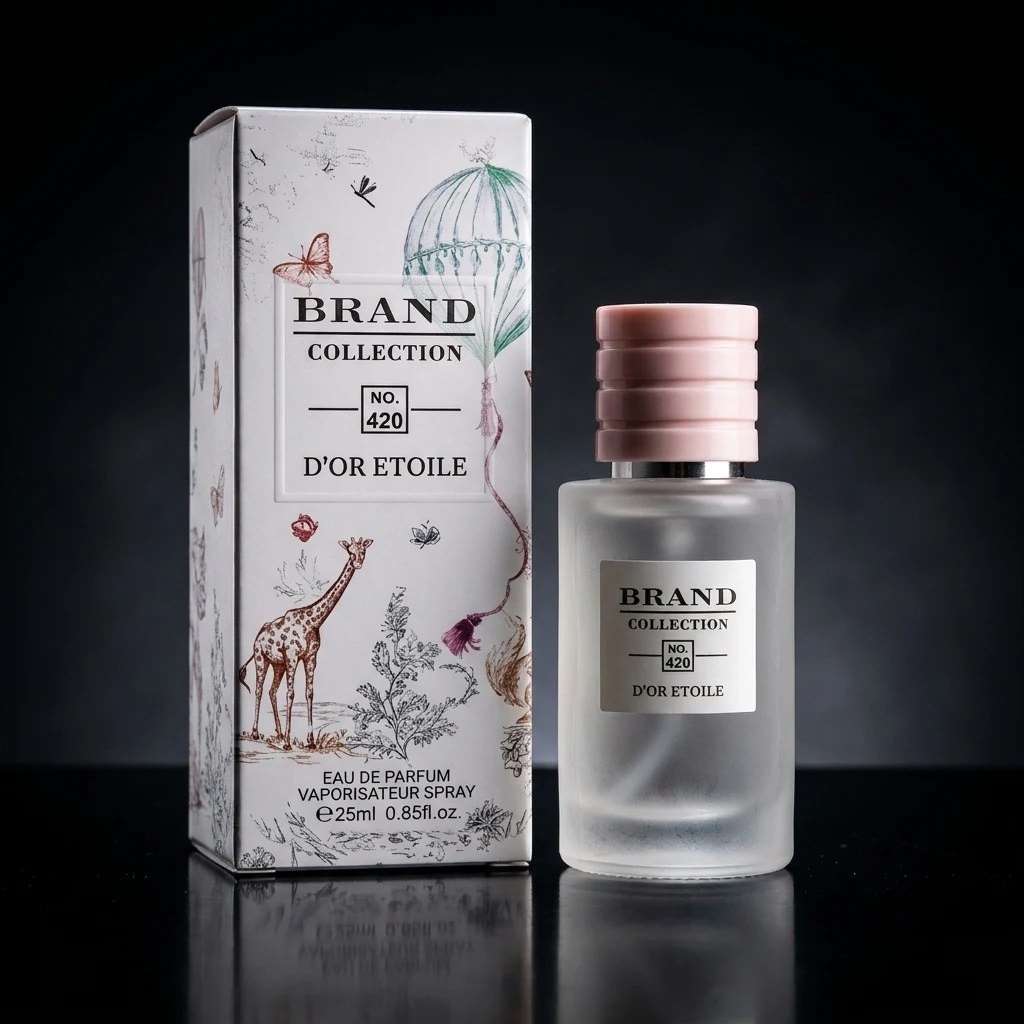 BRAND
COLLECTION
NO.
420
D'OR ETOILE
EAU DE PARFUM
VAPORISATEUR SPRAY
℮25ml 0.85fl.oz.
BRAND
COLLECTION
NO.
420
D'OR ETOILE